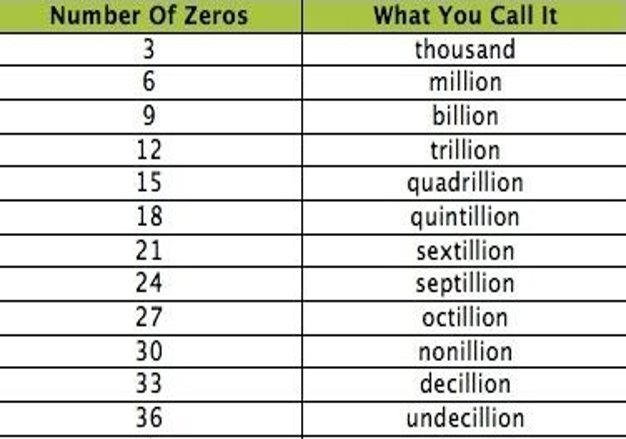 Number Of Zeros What You Call It
3 thousand
6 million
9 billion
12 trillion
15 quadrillion
18 quintillion
21 sextillion
24 septillion
27 octillion
30 nonillion
33 decillion
36 undecillion